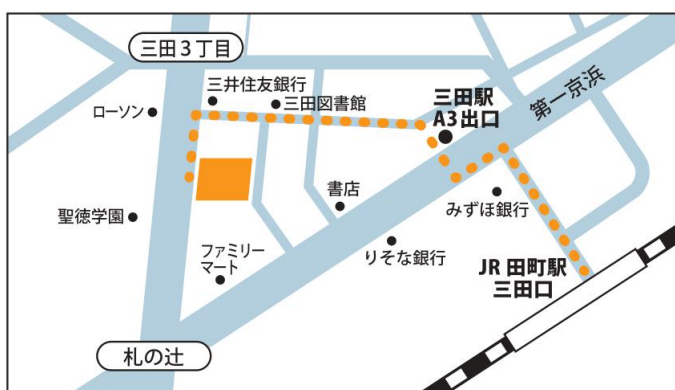 三田3丁目
三井住友銀行
三田図書館
ローソン
三田駅
A3出口
第一京浜
聖徳学園
書店
みずほ銀行
ファミリー
マート
りそな銀行
JR 田町駅
三田口
札の辻